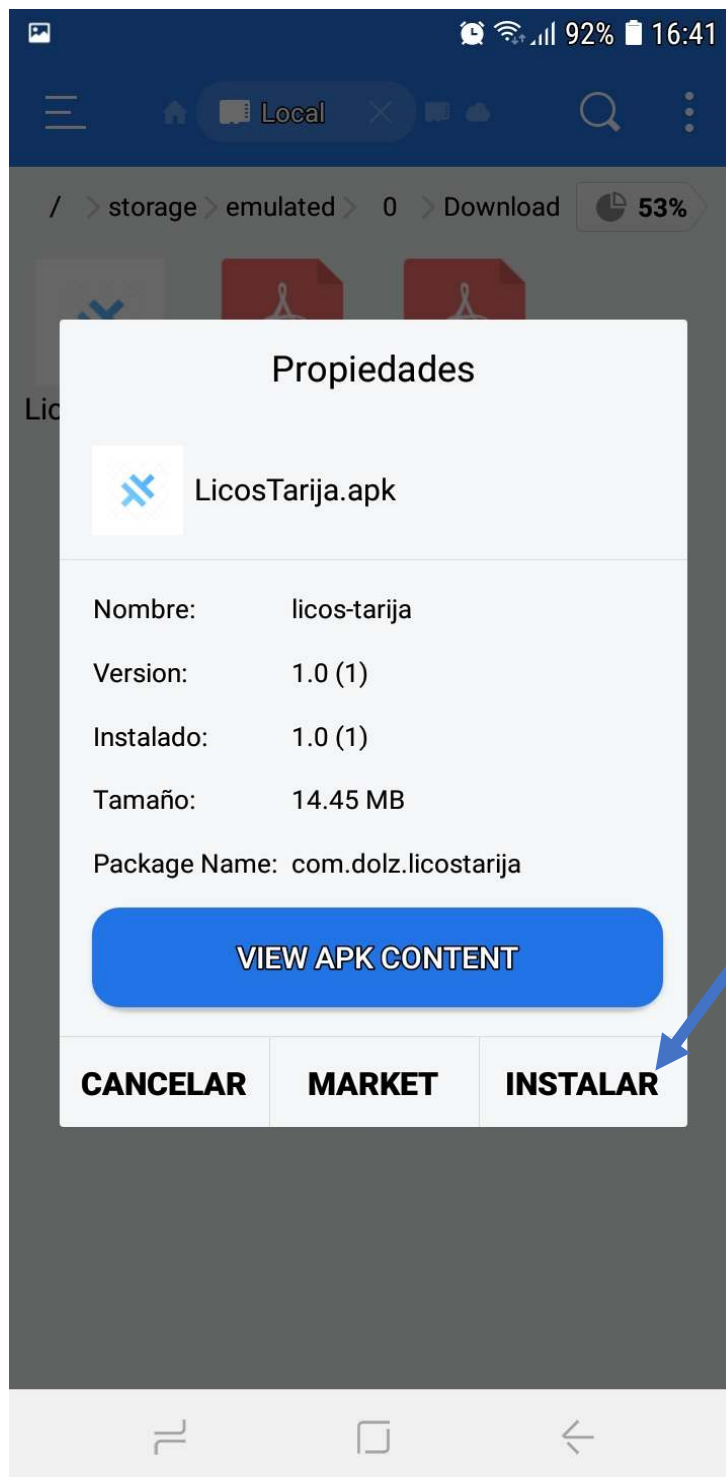 92% 16:41
Local
/ storage emulated 0 Download 53%
Lic
Propiedades
LicosTarija.apk
Nombre: licos-tarija
Version: 1.0 (1)
Instalado: 1.0 (1)
Tamaño: 14.45 MB
Package Name: com.dolz.licostarija
VIEW APK CONTENT
CANCELAR MARKET INSTALAR